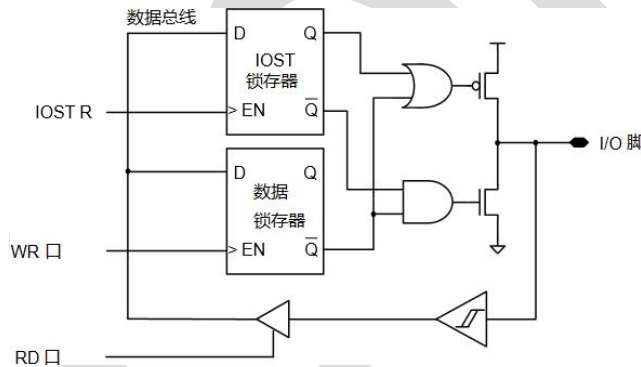 数据总线
D Q
IOST
锁存器
IOST R
> EN Q̅
I/O 脚
D Q
数据
锁存器
WR 口
> EN Q̅
RD 口